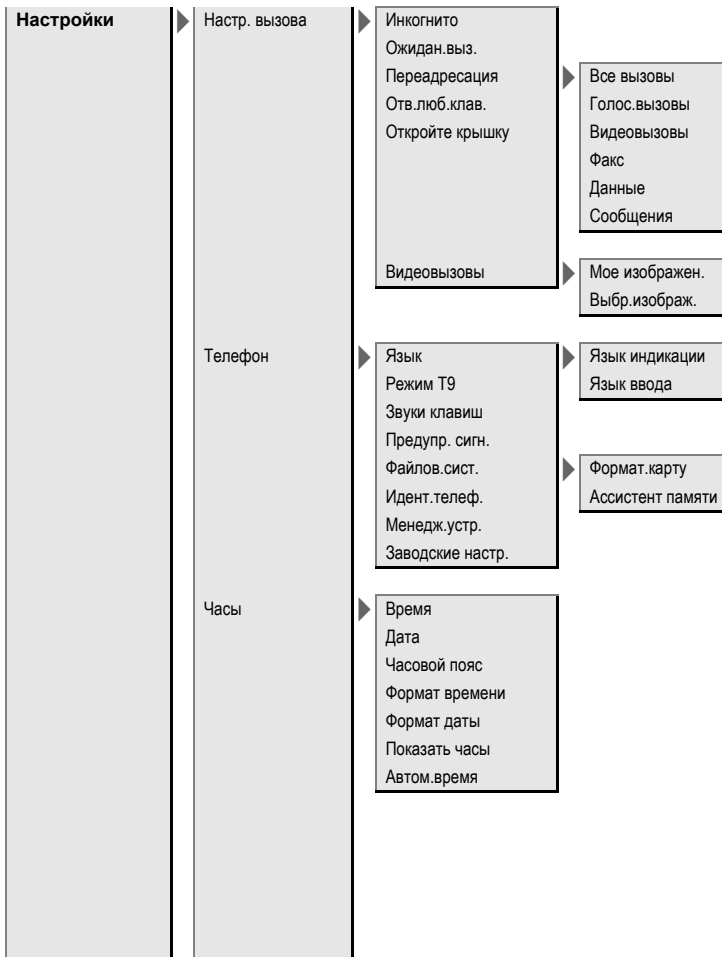 Настройки
Настр. вызова
Инкогнито
Ожидан.выз.
Переадресация
Все вызовы
Голос.вызовы
Видеовызовы
Факс
Данные
Сообщения
Отв.люб.клав.
Откройте крышку
Видеовызовы
Мое изображен.
Выбр.изображ.
Телефон
Язык
Язык индикации
Язык ввода
Режим T9
Звуки клавиш
Предупр. сигн.
Файлов.сист.
Формат.карту
Ассистент памяти
Идент.телеф.
Менедж.устр.
Заводские настр.
Часы
Время
Дата
Часовой пояс
Формат времени
Формат даты
Показать часы
Автом.время